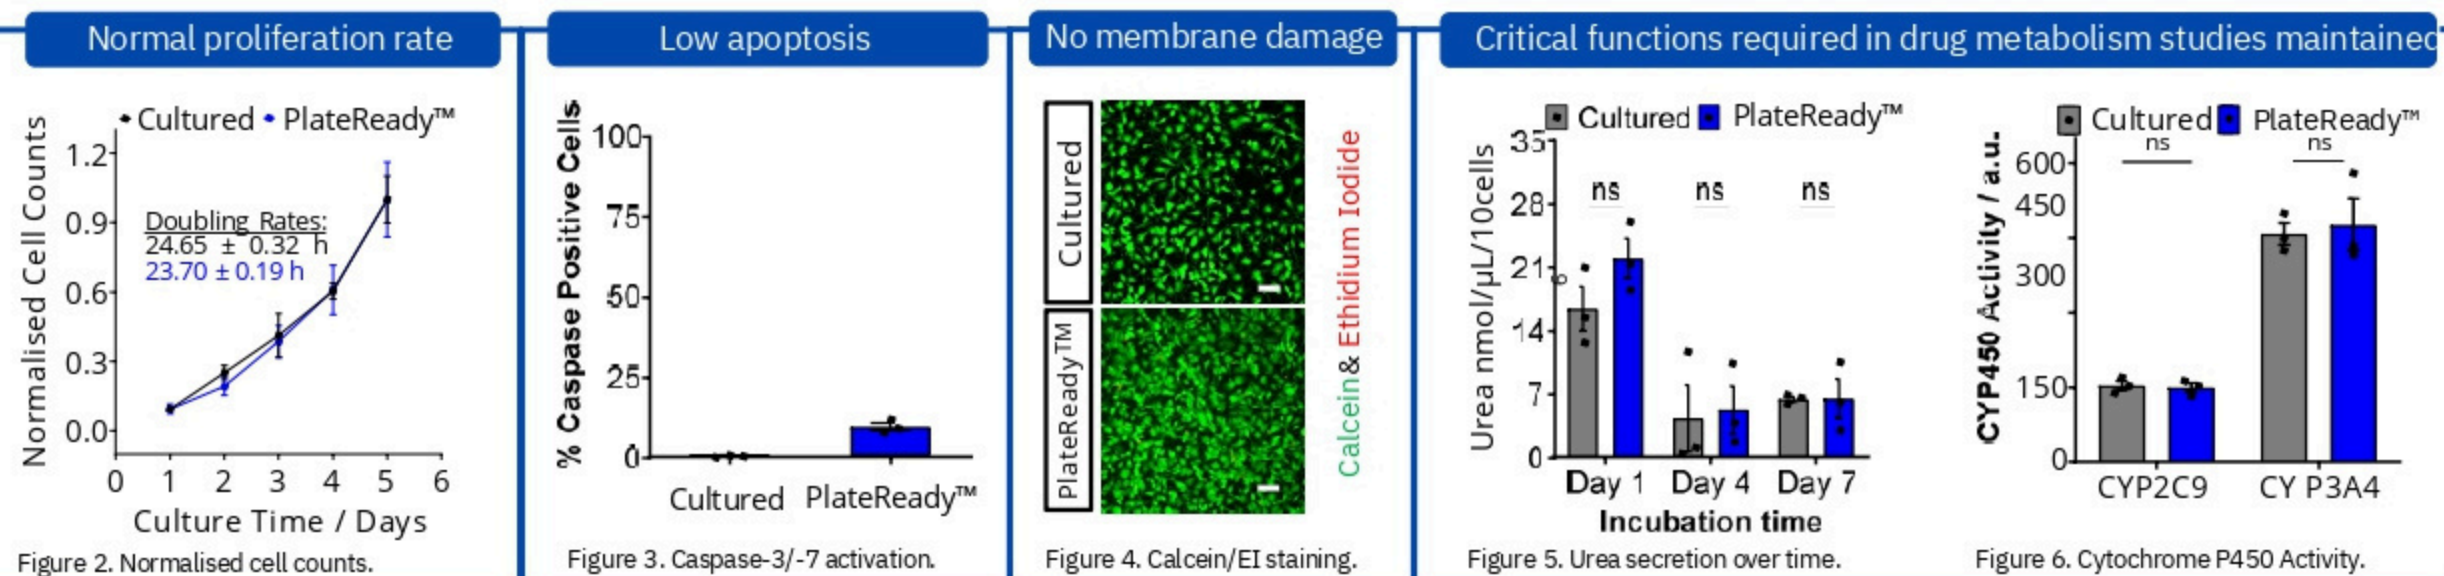 Normal proliferation rate
Low apoptosis
No membrane damage
Critical functions required in drug metabolism studies maintained
Cultured PlateReady™
Normalised Cell Counts
1.2
0.9
0.6
0.3
0.0
Doubling Rates:
24.65 ± 0.32 h
23.70 ± 0.19 h
0 1 2 3 4 5 6
Culture Time / Days
Figure 2. Normalised cell counts.
% Caspase Positive Cells
100
75
50
25
0
Cultured PlateReady™
Figure 3. Caspase-3/-7 activation.
Cultured
PlateReady™
Calcein& Ethidium Iodide
Figure 4. Calcein/EI staining.
Cultured PlateReady™
Urea nmol/µL/10cells
6
35
28
21
14
7
0
ns ns ns
Day 1 Day 4 Day 7
Incubation time
Figure 5. Urea secretion over time.
Cultured PlateReady™
CYP450 Activity / a.u.
600
450
300
150
0
ns ns
CYP2C9 CY P3A4
Figure 6. Cytochrome P450 Activity.